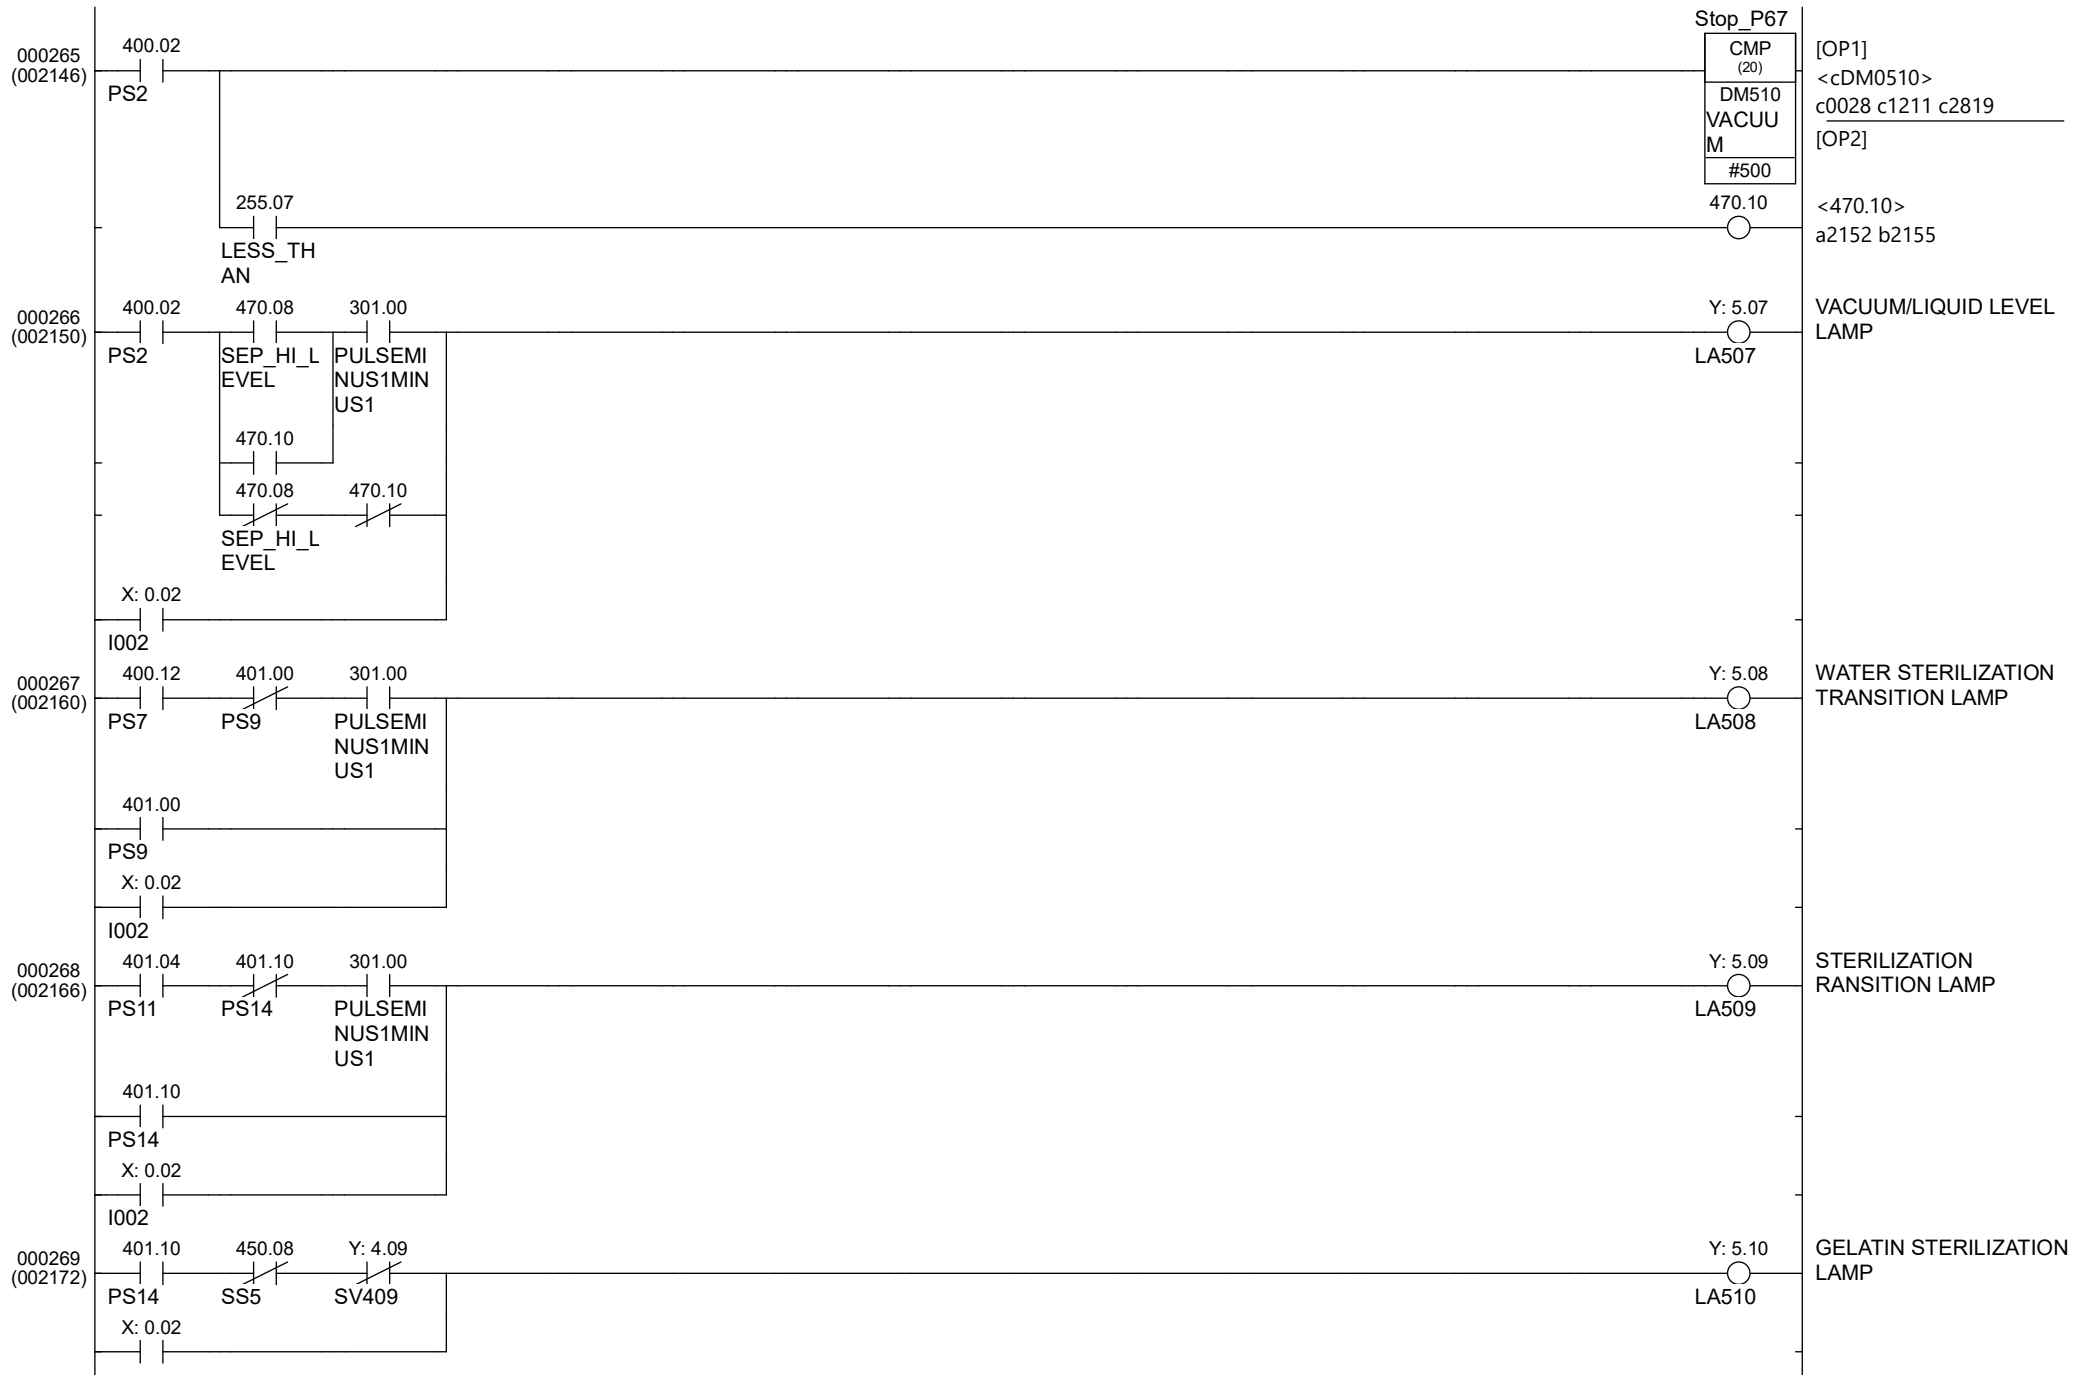 Stop_P67
000265
(002146)
400.02
PS2
CMP
(20)
DM510
VACUU
M
#500
[OP1]
<cDM0510>
c0028 c1211 c2819
[OP2]
255.07
LESS_TH
AN
470.10
<470.10>
a2152 b2155
000266
(002150)
400.02
PS2
470.08
SEP_HI_L
EVEL
301.00
PULSEMI
NUS1MIN
US1
Y: 5.07
LA507
VACUUM/LIQUID LEVEL
LAMP
470.10
470.08
SEP_HI_L
EVEL
470.10
X: 0.02
I002
000267
(002160)
400.12
PS7
401.00
PS9
301.00
PULSEMI
NUS1MIN
US1
Y: 5.08
LA508
WATER STERILIZATION
TRANSITION LAMP
401.00
PS9
X: 0.02
I002
000268
(002166)
401.04
PS11
401.10
PS14
301.00
PULSEMI
NUS1MIN
US1
Y: 5.09
LA509
STERILIZATION
RANSITION LAMP
401.10
PS14
X: 0.02
I002
000269
(002172)
401.10
PS14
450.08
SS5
Y: 4.09
SV409
Y: 5.10
LA510
GELATIN STERILIZATION
LAMP
X: 0.02